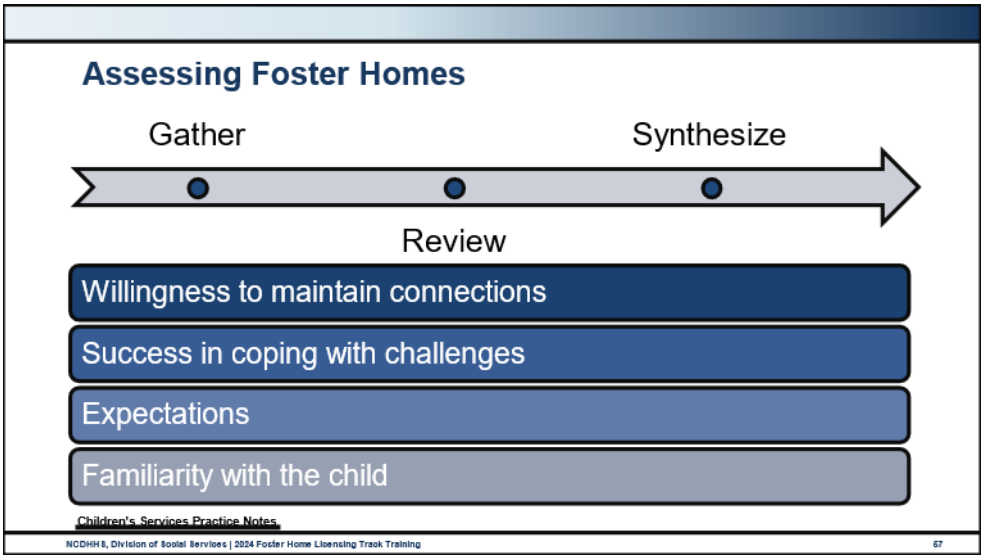 Assessing Foster Homes
Gather
Synthesize
Review
Willingness to maintain connections
Success in coping with challenges
Expectations
Familiarity with the child
Children's Services Practice Notes
NCDHHS, Division of Social Services | 2024 Foster Home Licensing Track Training
67